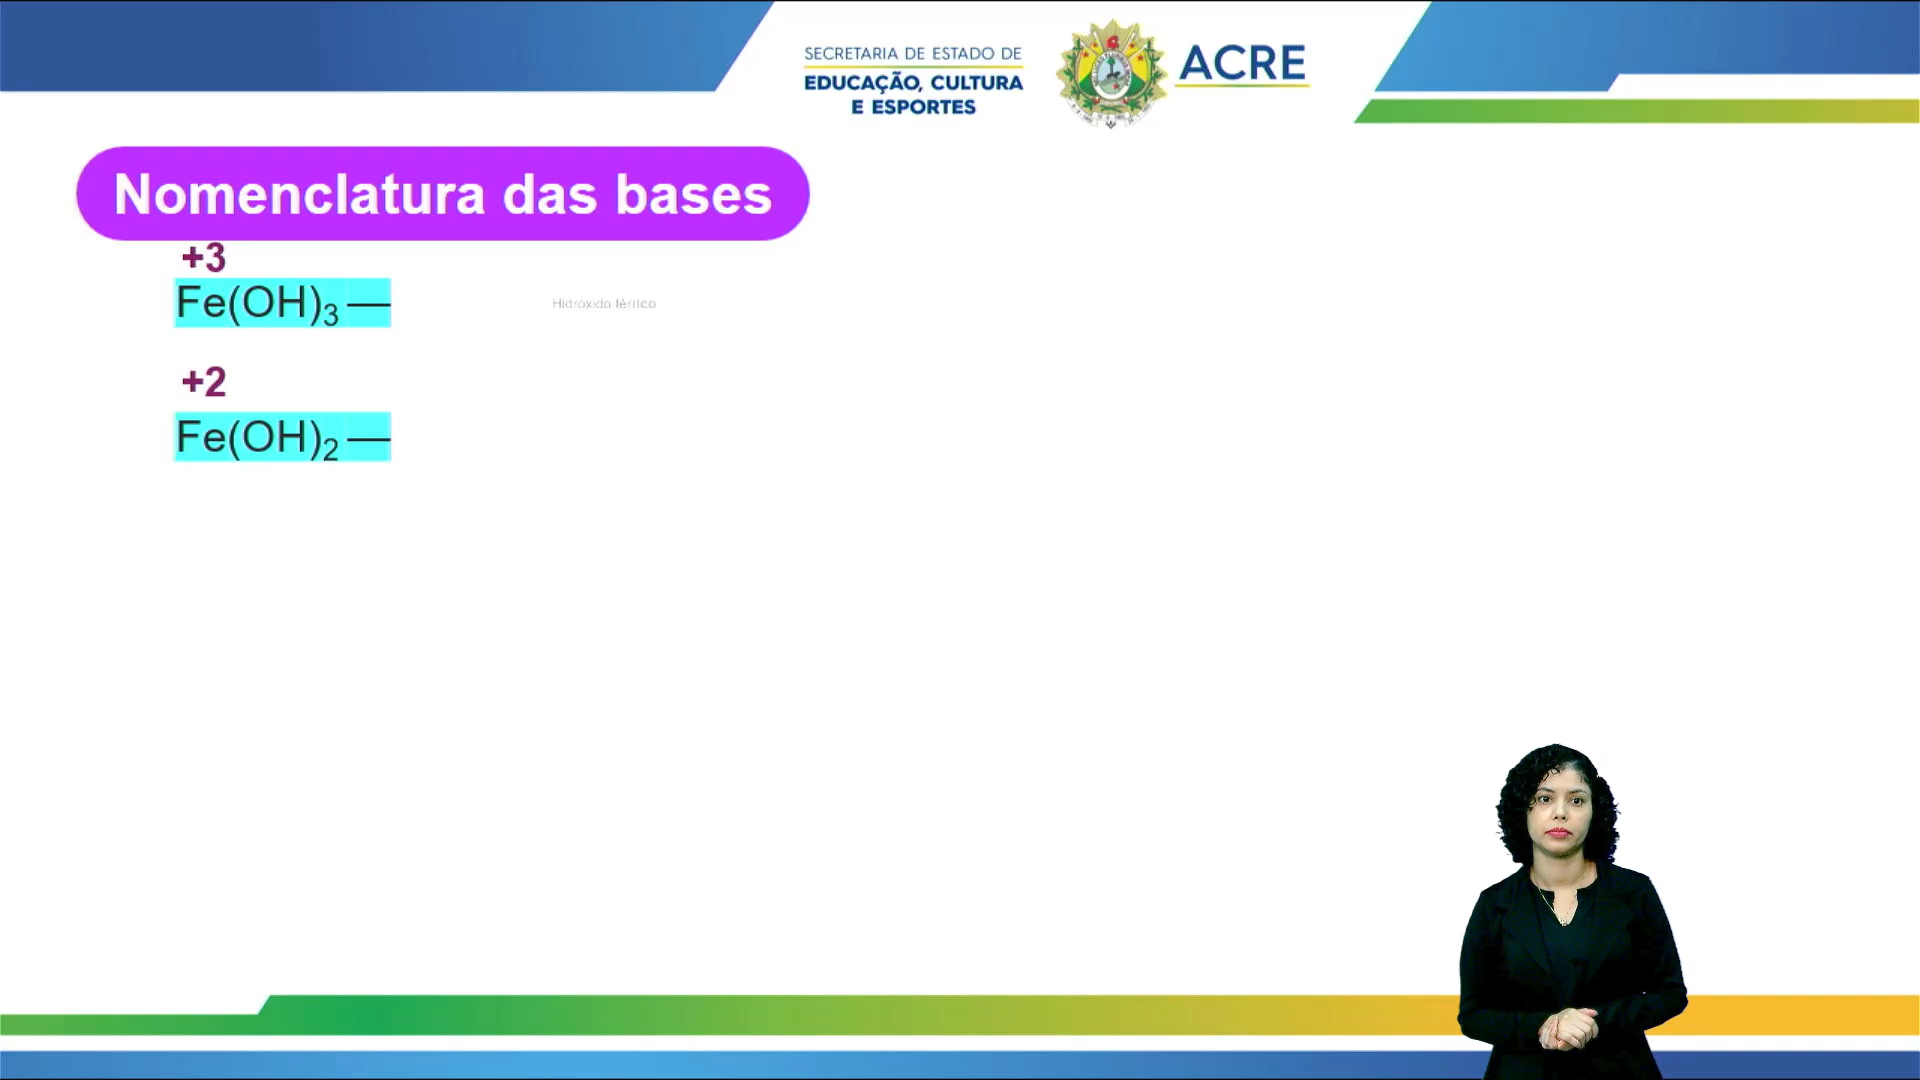 SECRETARIA DE ESTADO DE
EDUCAÇÃO, CULTURA
E ESPORTES
ACRE
Nomenclatura das bases
+3
Fe(OH)₃ —
Hidróxido férrico
+2
Fe(OH)₂ —